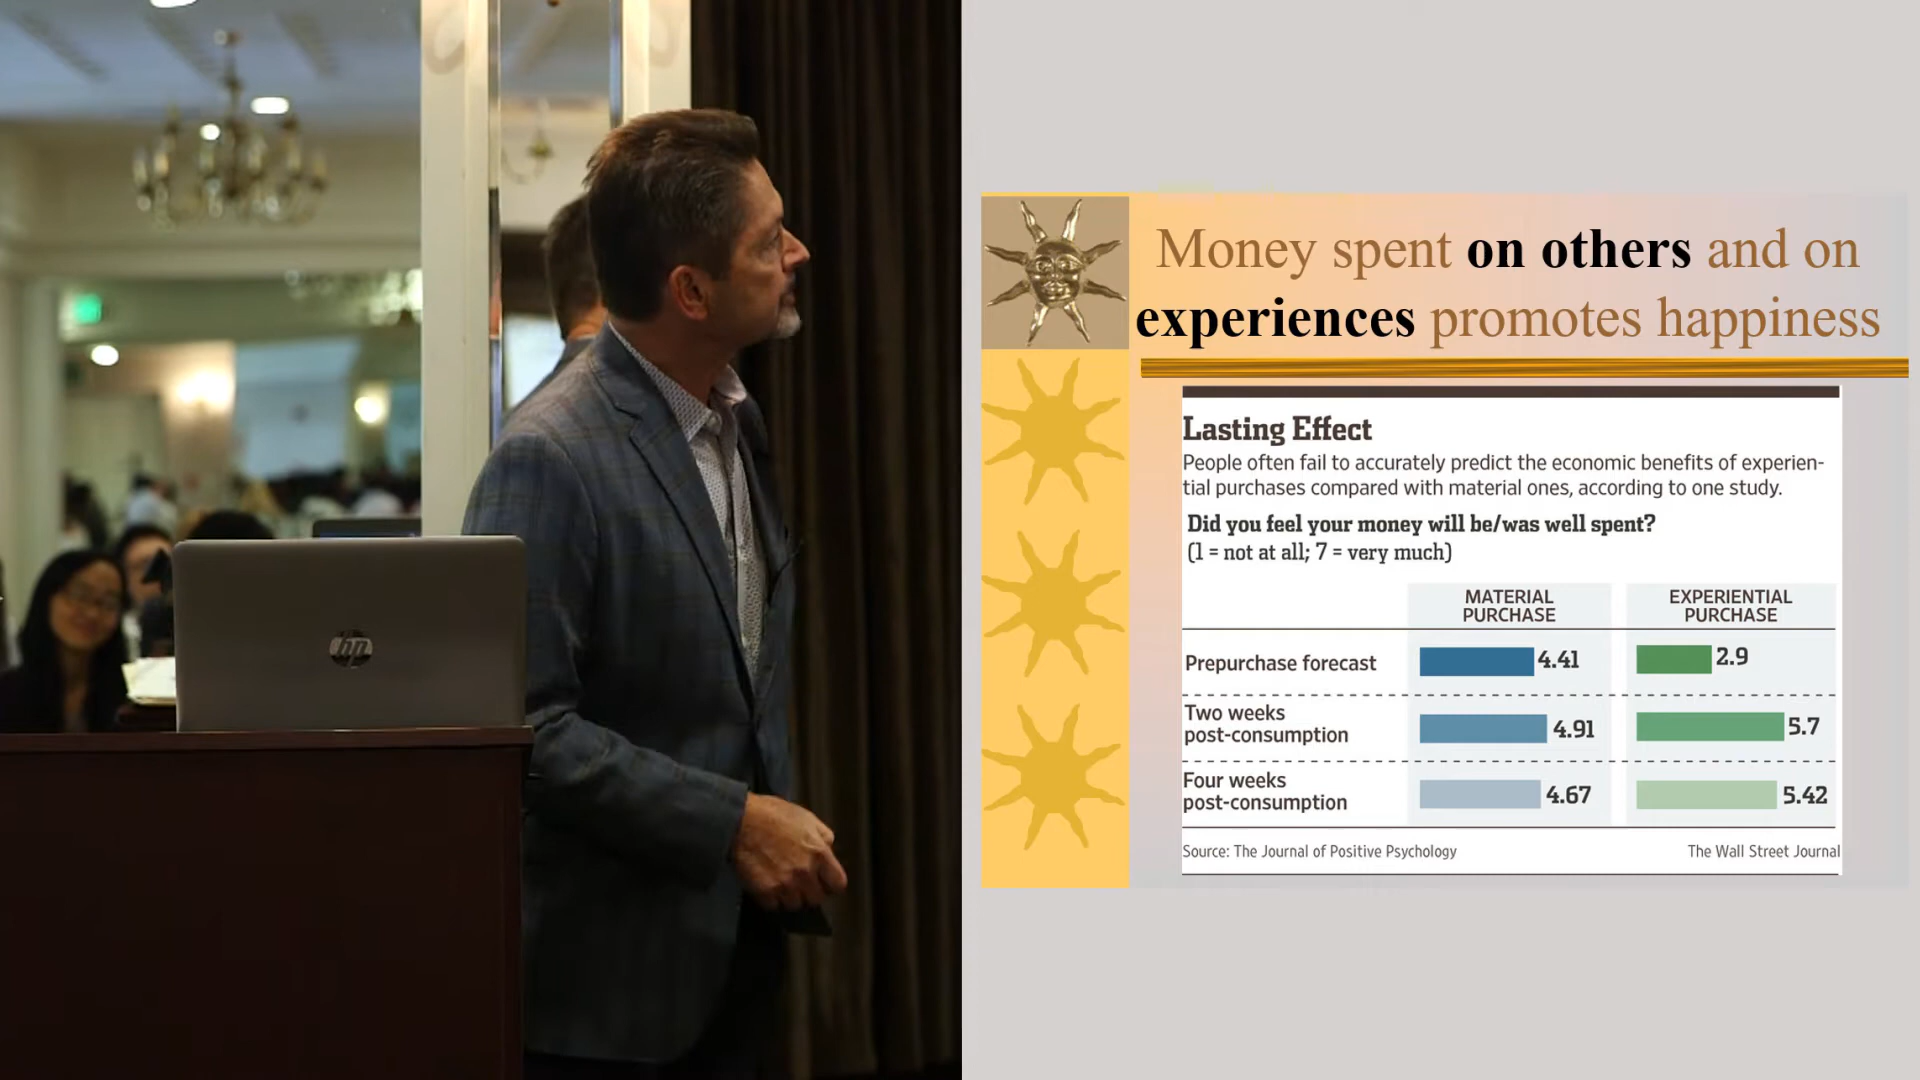 hp
Money spent on others and on
experiences promotes happiness
Lasting Effect
People often fail to accurately predict the economic benefits of experien-
tial purchases compared with material ones, according to one study.
Did you feel your money will be/was well spent?
(1 = not at all; 7 = very much)
MATERIAL PURCHASE
EXPERIENTIAL PURCHASE
Prepurchase forecast 4.41 2.9
Two weeks
post-consumption 4.91 5.7
Four weeks
post-consumption 4.67 5.42
Source: The Journal of Positive Psychology The Wall Street Journal